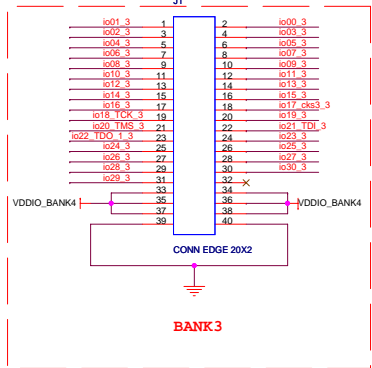 J1
io01_3 1 2 io00_3
io02_3 3 4 io03_3
io04_3 5 6 io05_3
io06_3 7 8 io07_3
io08_3 9 10 io09_3
io10_3 11 12 io11_3
io12_3 13 14 io13_3
io14_3 15 16 io15_3
io16_3 17 18 io17_cks3_3
io18_TCK_3 19 20 io19_3
io20_TMS_3 21 22 io21_TDI_3
io22_TDO_1_3 23 24 io23_3
io24_3 25 26 io25_3
io26_3 27 28 io27_3
io28_3 29 30 io30_3
io29_3 31 32
33 34
VDDIO_BANK4 35 36 VDDIO_BANK4
37 38
39 40
CONN EDGE 20X2
BANK3